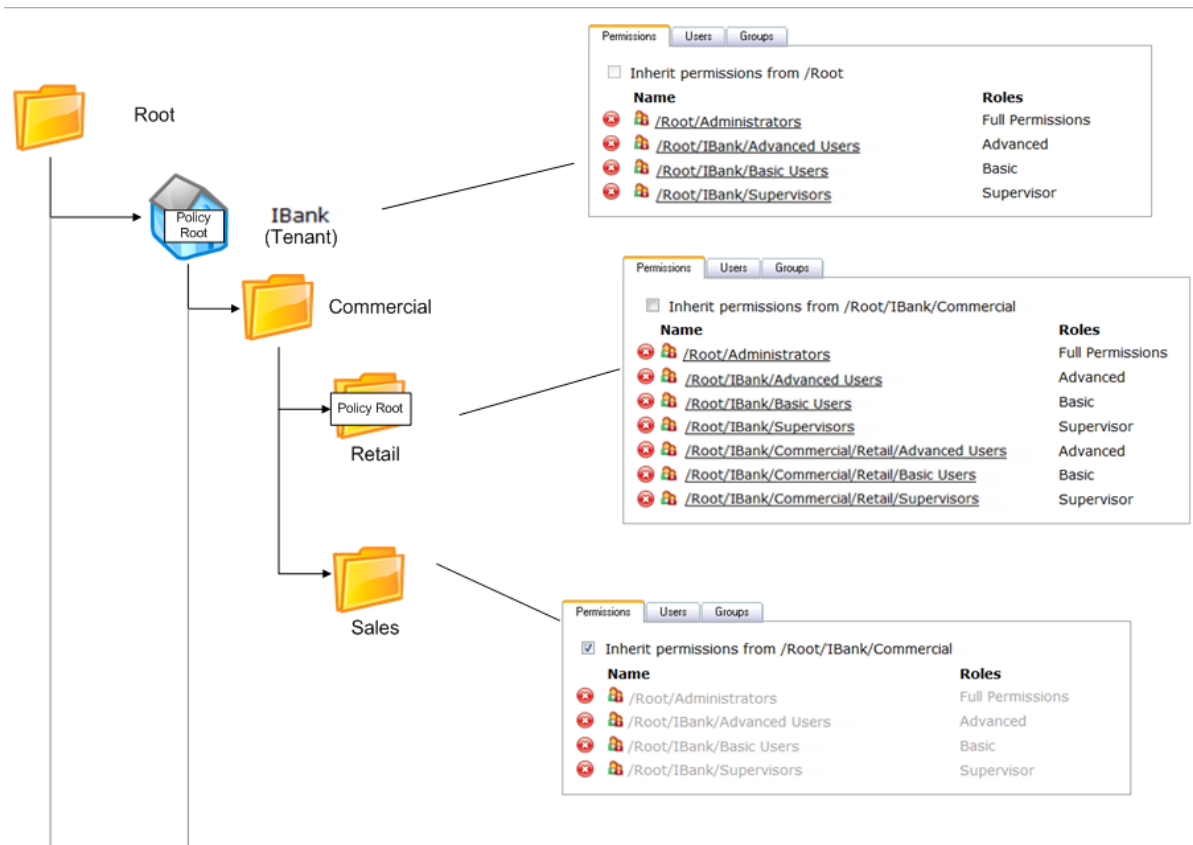 Root
Policy
Root
IBank
(Tenant)
Commercial
Policy Root
Retail
Sales
Permissions Users Groups
Inherit permissions from /Root
Name Roles
/Root/Administrators Full Permissions
/Root/IBank/Advanced Users Advanced
/Root/IBank/Basic Users Basic
/Root/IBank/Supervisors Supervisor
Permissions Users Groups
Inherit permissions from /Root/IBank/Commercial
Name Roles
/Root/Administrators Full Permissions
/Root/IBank/Advanced Users Advanced
/Root/IBank/Basic Users Basic
/Root/IBank/Supervisors Supervisor
/Root/IBank/Commercial/Retail/Advanced Users Advanced
/Root/IBank/Commercial/Retail/Basic Users Basic
/Root/IBank/Commercial/Retail/Supervisors Supervisor
Permissions Users Groups
Inherit permissions from /Root/IBank/Commercial
Name Roles
/Root/Administrators Full Permissions
/Root/IBank/Advanced Users Advanced
/Root/IBank/Basic Users Basic
/Root/IBank/Supervisors Supervisor